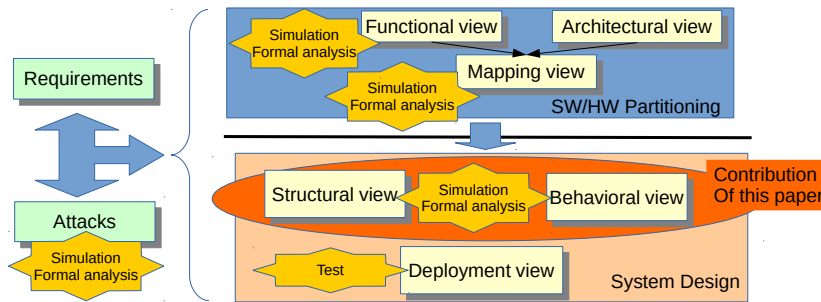 Requirements
Attacks
Simulation
Formal analysis
Simulation
Formal analysis
Functional view
Architectural view
Simulation
Formal analysis
Mapping view
SW/HW Partitioning
Structural view
Simulation
Formal analysis
Behavioral view
Contribution
Of this paper
Test
Deployment view
System Design